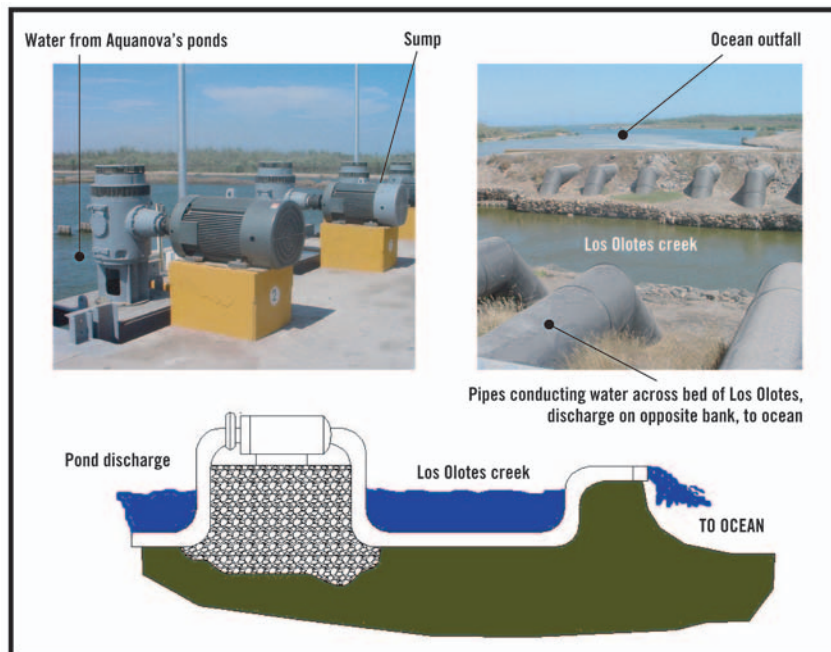 Water from Aquanova's ponds
Sump
Ocean outfall
2
Los Olotes creek
Pipes conducting water across bed of Los Olotes,
discharge on opposite bank, to ocean
Pond discharge
Los Olotes creek
TO OCEAN